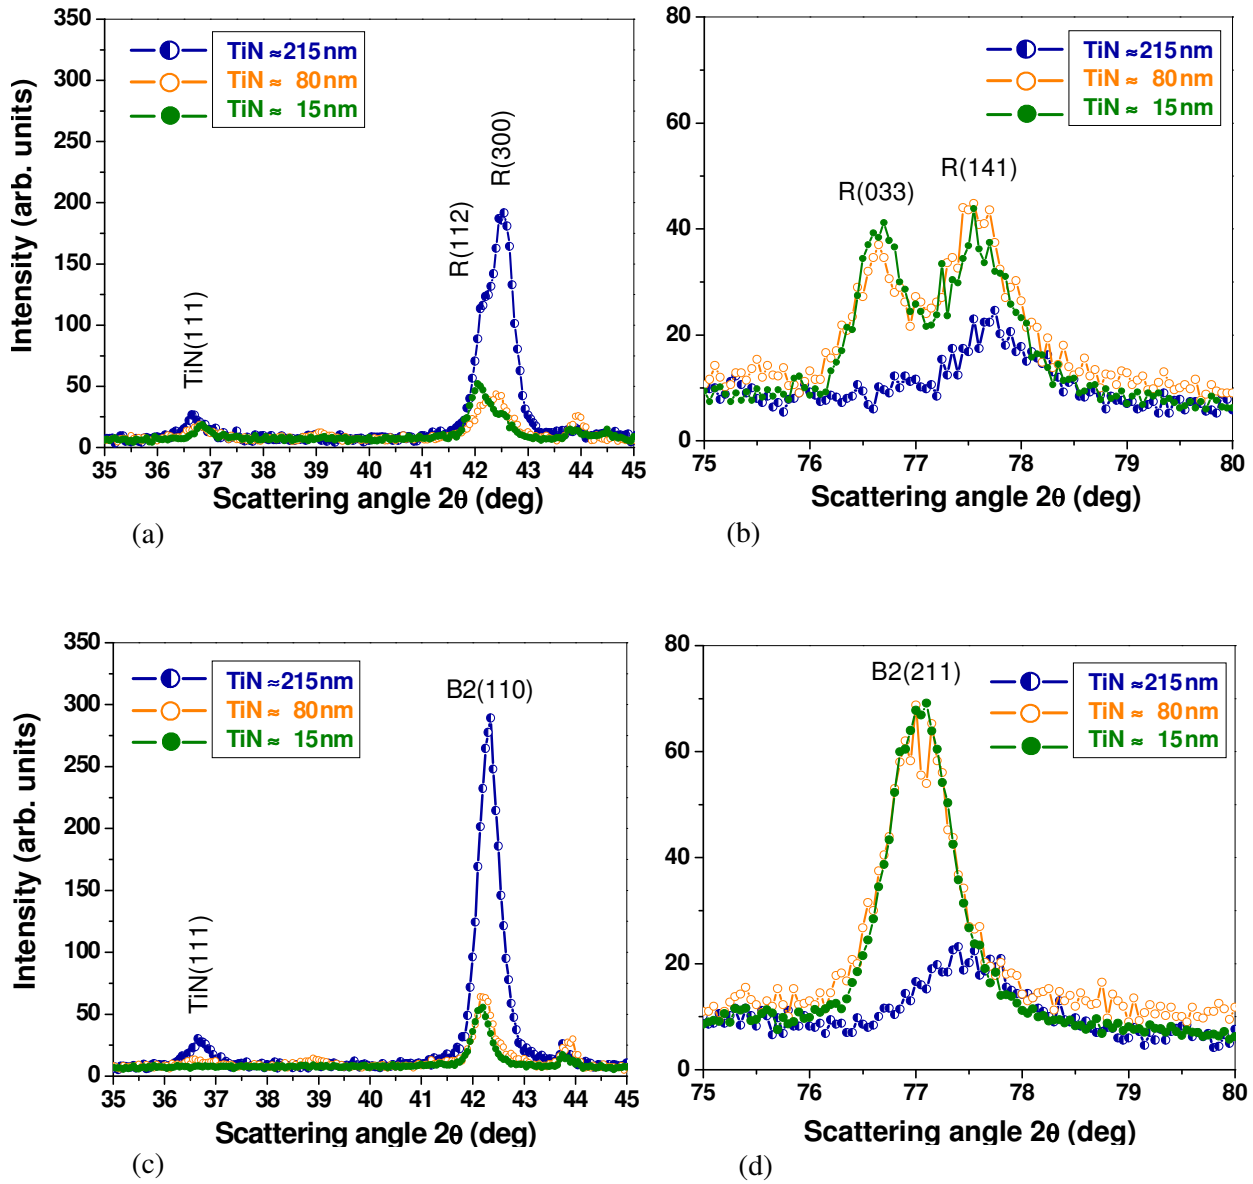 350
300
250
200
150
100
50
0
Intensity (arb. units)
TiN ≈215nm
TiN ≈ 80nm
TiN ≈ 15nm
TiN(111)
R(112)
R(300)
35 36 37 38 39 40 41 42 43 44 45
Scattering angle 2θ (deg)
(a)
80
60
40
20
0
TiN ≈215nm
TiN ≈ 80nm
TiN ≈ 15nm
R(033)
R(141)
75 76 77 78 79 80
Scattering angle 2θ (deg)
(b)
350
300
250
200
150
100
50
0
Intensity (arb. units)
TiN ≈215nm
TiN ≈ 80nm
TiN ≈ 15nm
TiN(111)
B2(110)
35 36 37 38 39 40 41 42 43 44 45
Scattering angle 2θ (deg)
(c)
80
60
40
20
0
B2(211)
TiN ≈215nm
TiN ≈ 80nm
TiN ≈ 15nm
75 76 77 78 79 80
Scattering angle 2θ (deg)
(d)